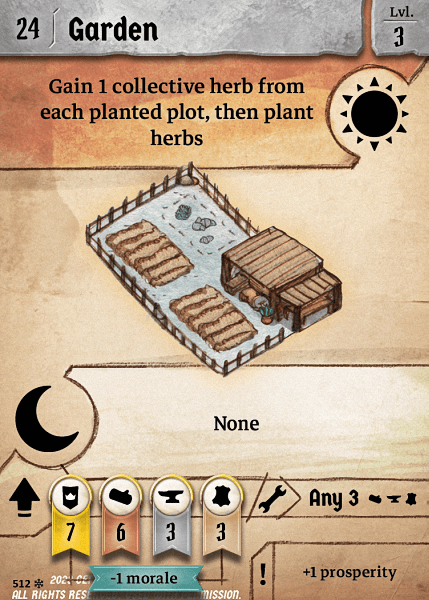 24 Garden
Lvl.
3
Gain 1 collective herb from
each planted plot, then plant
herbs
None
7 6 3 3
Any 3
-1 morale
! +1 prosperity
512
ALL RIGHTS RES MISSION.